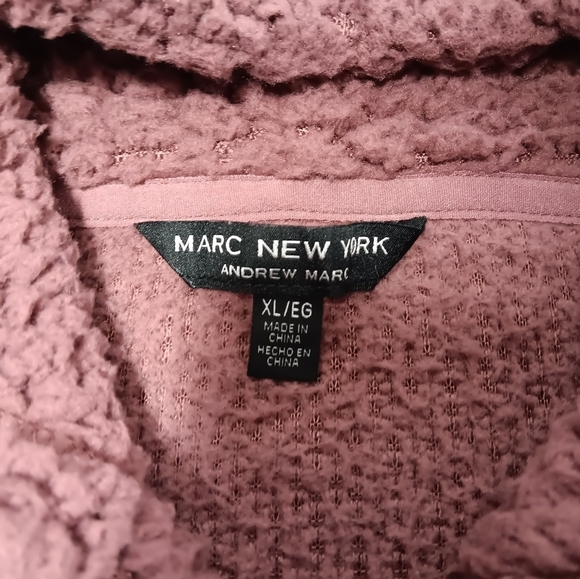 MARC NEW YORK
ANDREW MARC
XL/EG
MADE IN
CHINA
HECHO EN
CHINA